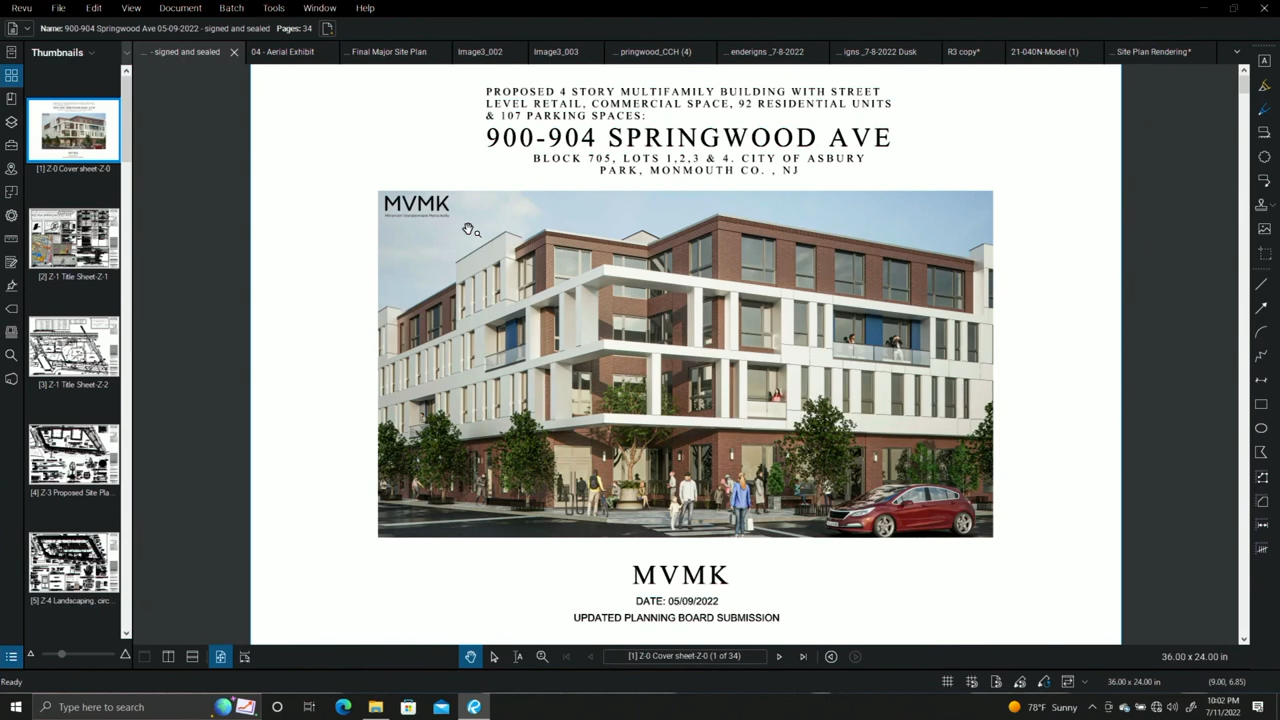 Revu File Edit View Document Batch Tools Window Help
Name: 900-904 Springwood Ave 05-09-2022 - signed and sealed Pages: 34
Thumbnails
... - signed and sealed
04 - Aerial Exhibit
... Final Major Site Plan
Image3_002
Image3_003
... pringwood_CCH (4)
... enderigns _7-8-2022
... igns _7-8-2022 Dusk
R3 copy*
21-040N-Model (1)
... Site Plan Rendering*
[1] Z-0 Cover sheet-Z-0
[2] Z-1 Title Sheet-Z-1
[3] Z-1 Title Sheet-Z-2
[4] Z-3 Proposed Site Pla...
[5] Z-4 Landscaping, circ...
PROPOSED 4 STORY MULTIFAMILY BUILDING WITH STREET
LEVEL RETAIL, COMMERCIAL SPACE, 92 RESIDENTIAL UNITS
& 107 PARKING SPACES:
900-904 SPRINGWOOD AVE
BLOCK 705, LOTS 1,2,3 & 4. CITY OF ASBURY
PARK, MONMOUTH CO. , NJ
MVMK
MVMK
DATE: 05/09/2022
UPDATED PLANNING BOARD SUBMISSION
[1] Z-0 Cover sheet-Z-0 (1 of 34)
36.00 x 24.00 in
Ready
36.00 x 24.00 in
(9.00, 6.85)
Type here to search
78°F Sunny
10:02 PM
7/11/2022